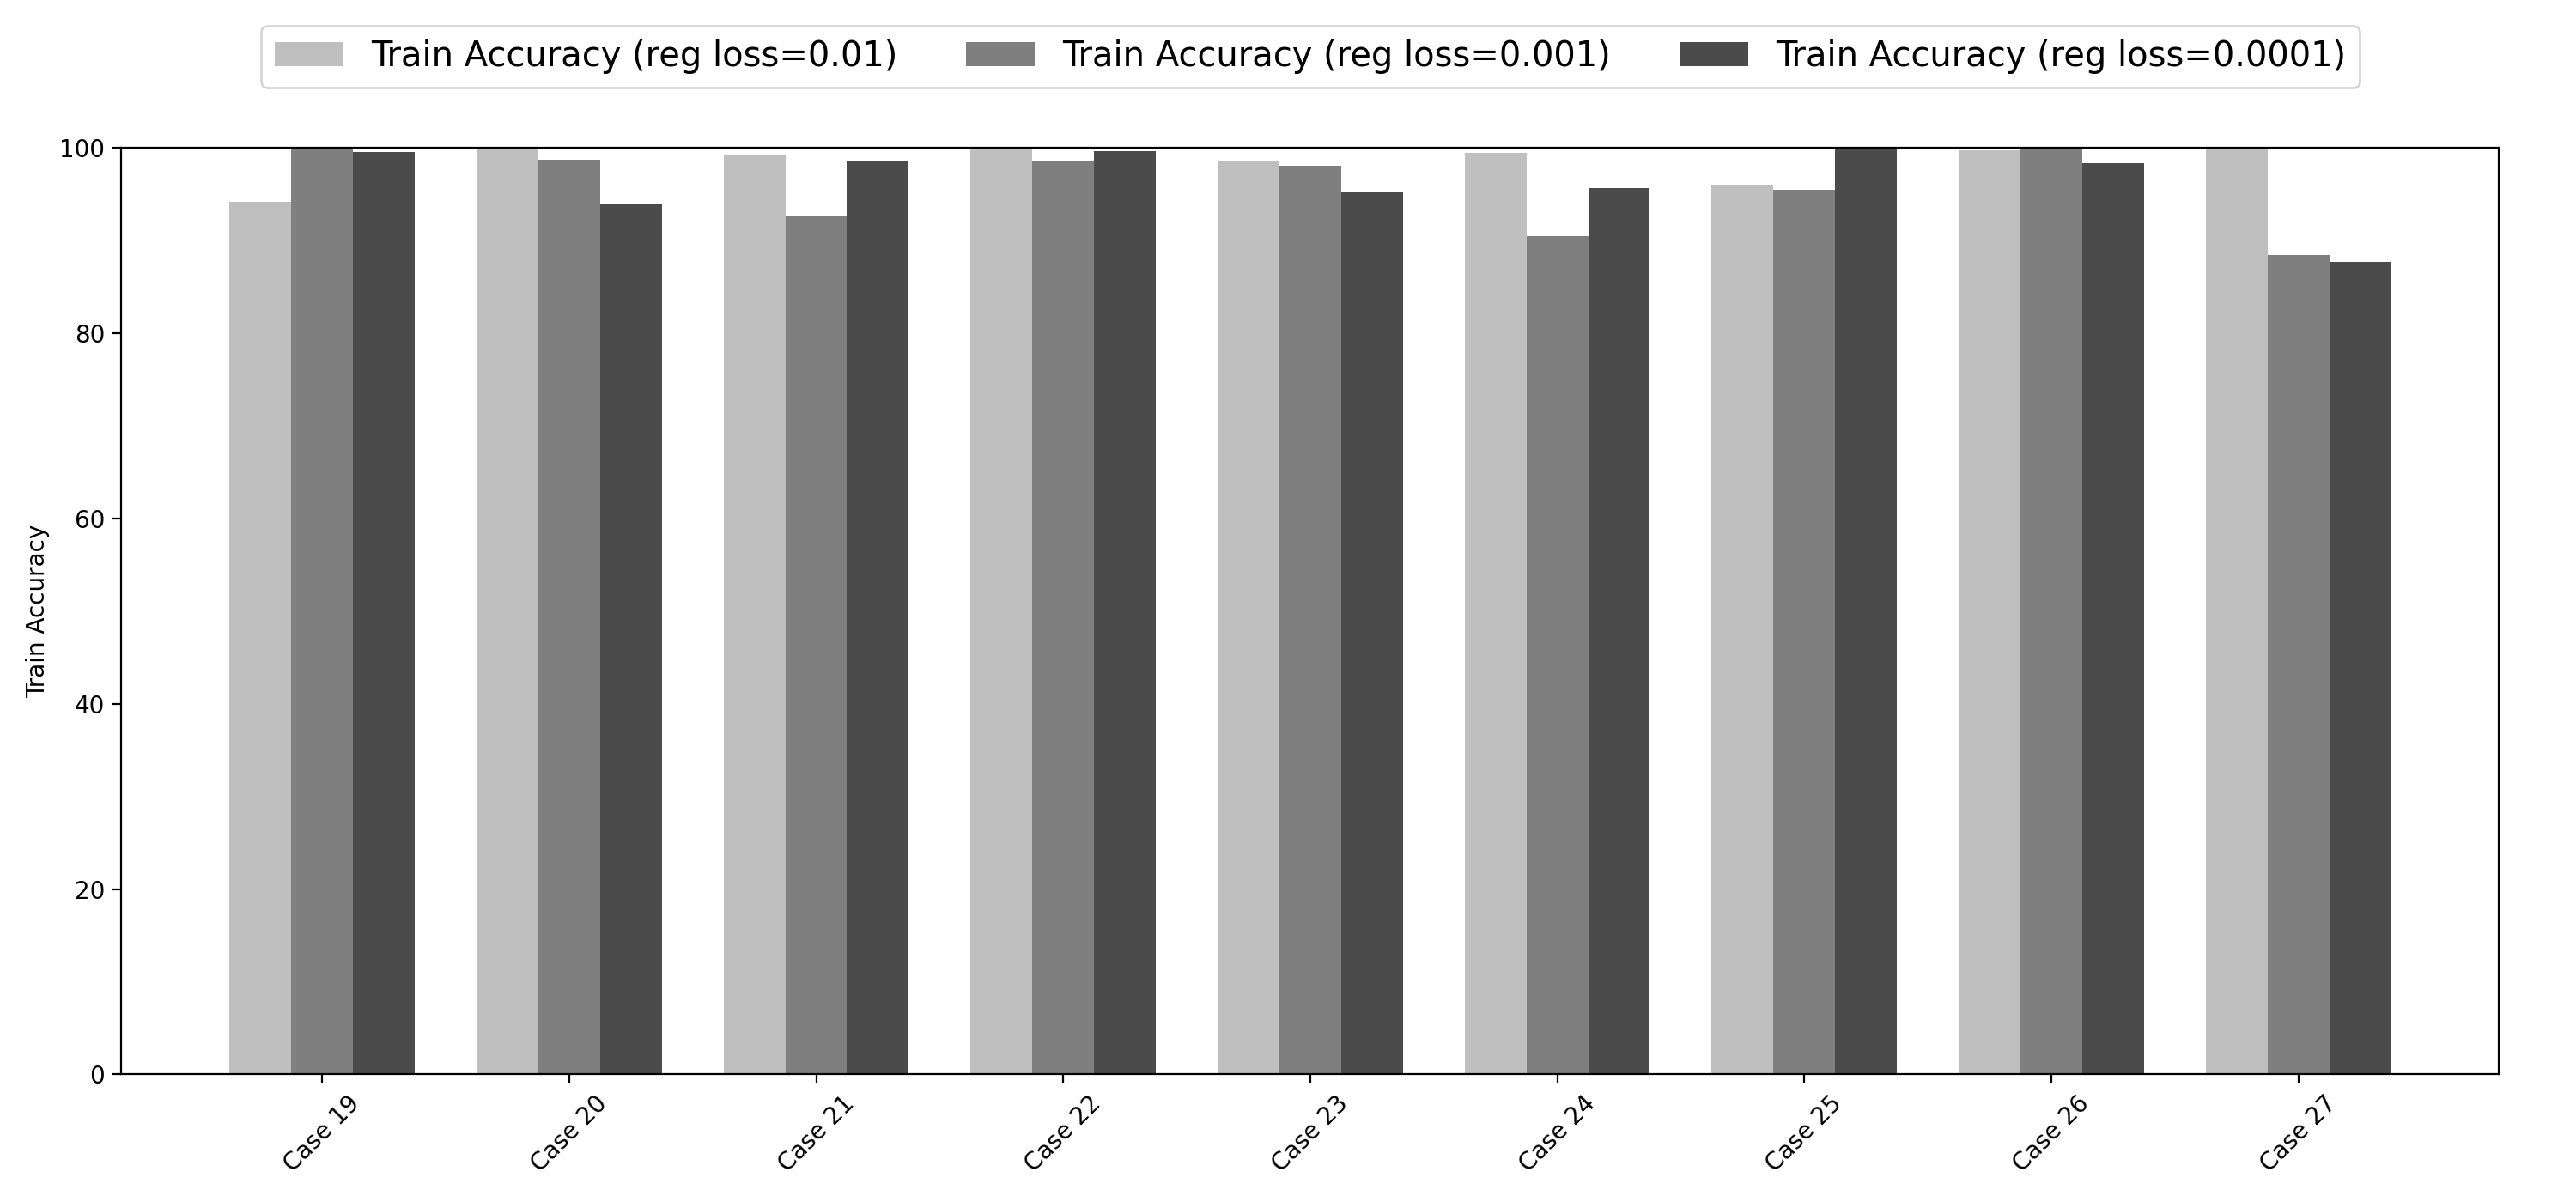 Train Accuracy (reg loss=0.01) Train Accuracy (reg loss=0.001) Train Accuracy (reg loss=0.0001)
Train Accuracy
100
80
60
40
20
0
Case 19 Case 20 Case 21 Case 22 Case 23 Case 24 Case 25 Case 26 Case 27